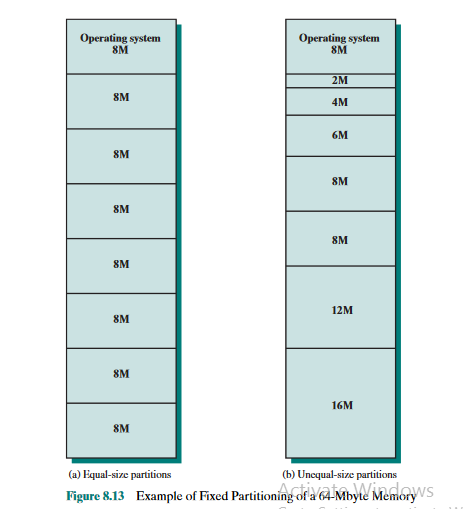 Operating system
8M
8M
8M
8M
8M
8M
8M
8M
(a) Equal-size partitions
Operating system
8M
2M
4M
6M
8M
8M
12M
16M
(b) Unequal-size partitions
Figure 8.13 Example of Fixed Partitioning of a 64-Mbyte Memory
Activate Windows